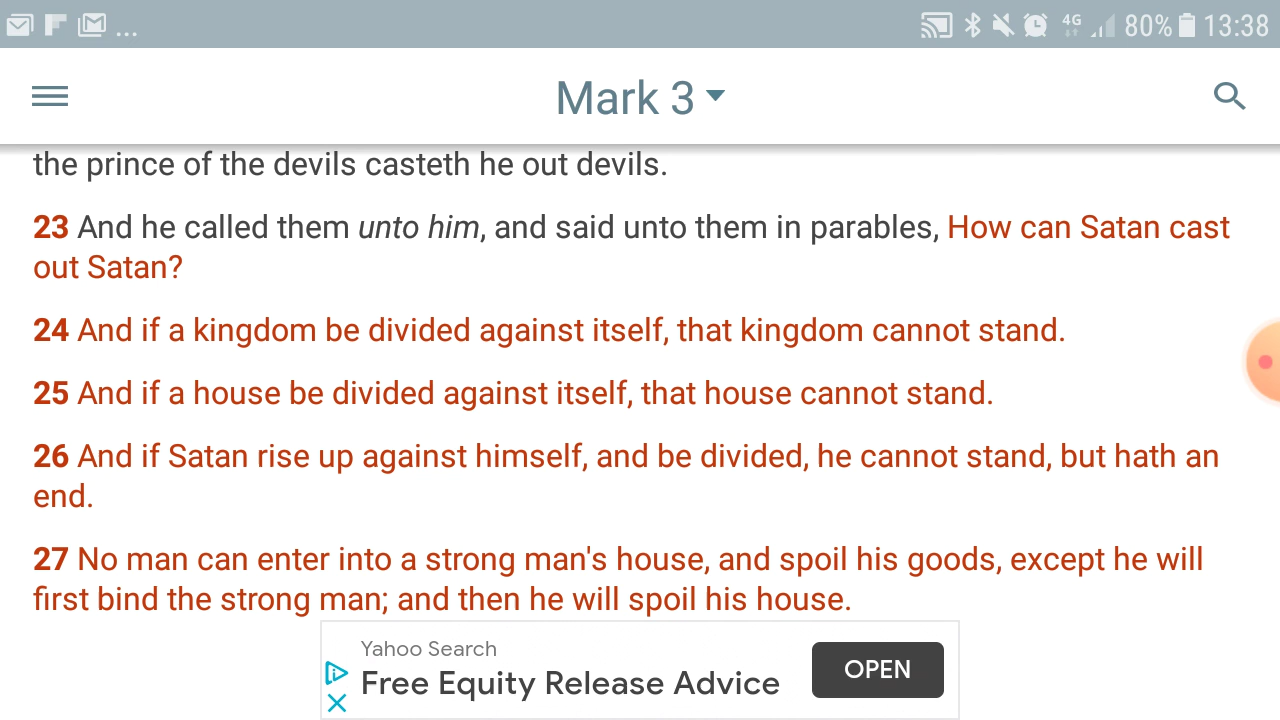 ... 4G 80% 13:38
Mark 3
the prince of the devils casteth he out devils.
23 And he called them unto him, and said unto them in parables, How can Satan cast
out Satan?
24 And if a kingdom be divided against itself, that kingdom cannot stand.
25 And if a house be divided against itself, that house cannot stand.
26 And if Satan rise up against himself, and be divided, he cannot stand, but hath an
end.
27 No man can enter into a strong man's house, and spoil his goods, except he will
first bind the strong man; and then he will spoil his house.
Yahoo Search
Free Equity Release Advice
OPEN